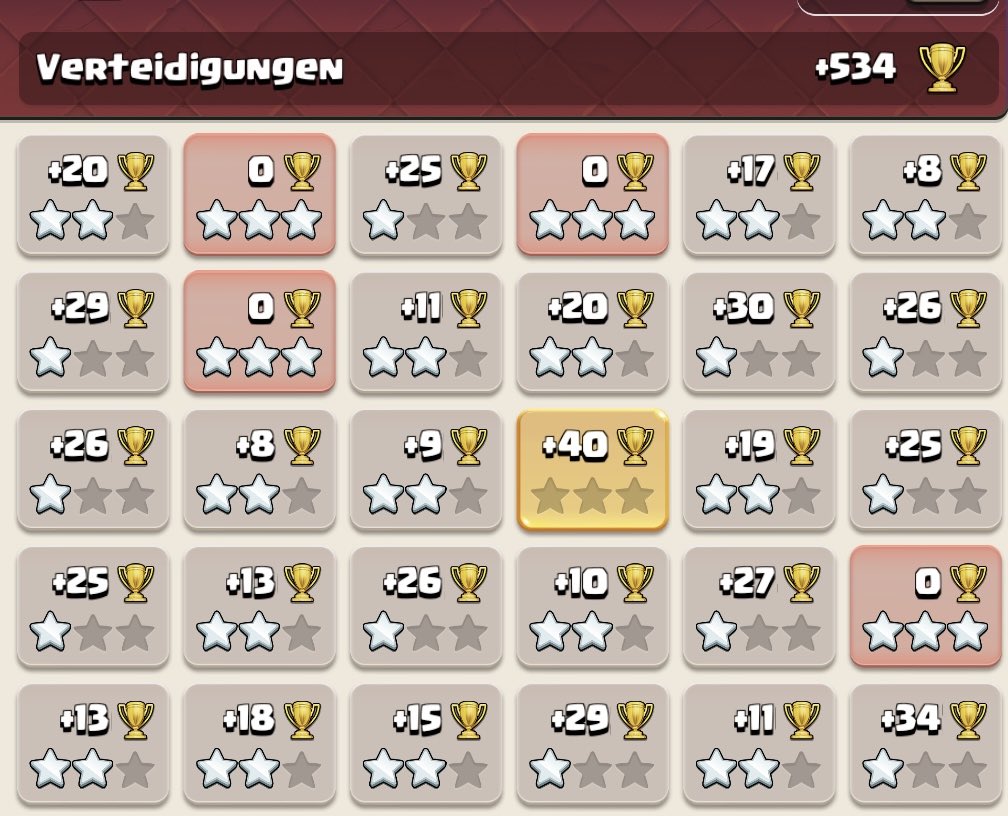 Verteidigungen +534
+20 0 +25 0 +17 +8
+29 0 +11 +20 +30 +26
+26 +8 +9 +40 +19 +25
+25 +13 +26 +10 +27 0
+13 +18 +15 +29 +11 +34